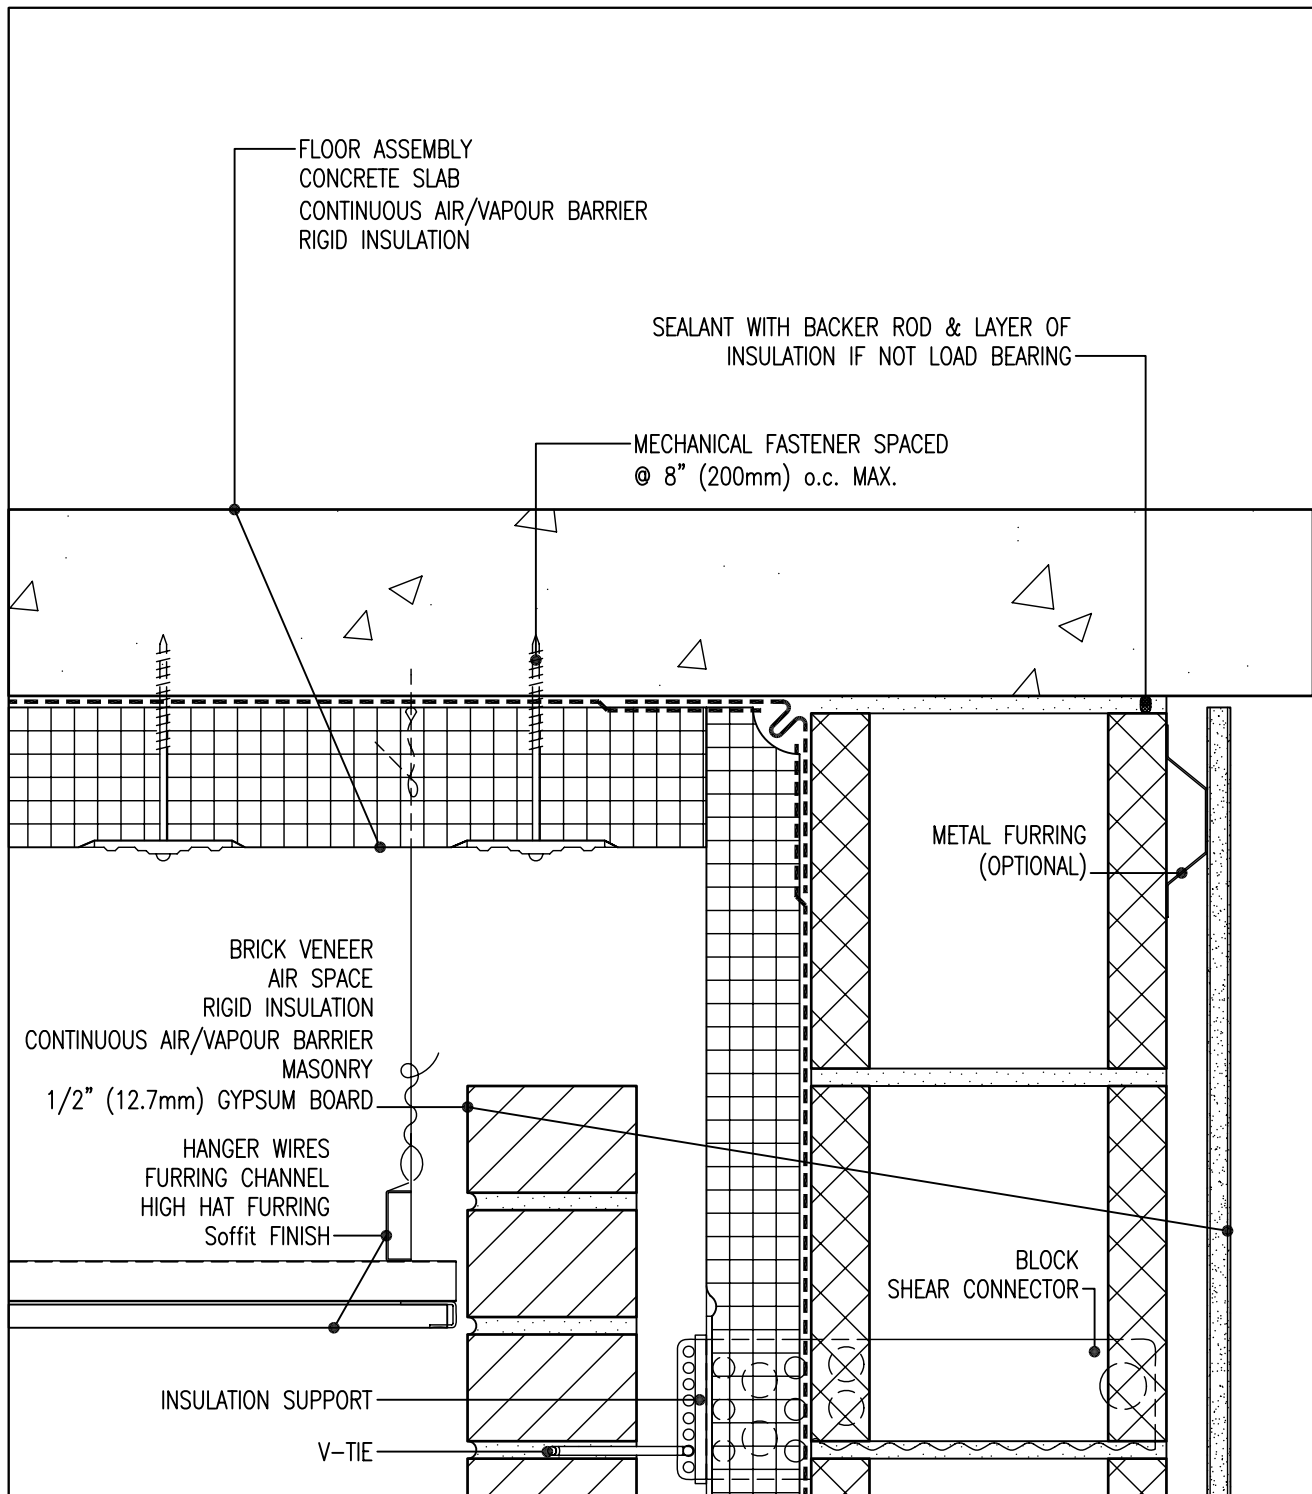 FLOOR ASSEMBLY
CONCRETE SLAB
CONTINUOUS AIR/VAPOUR BARRIER
RIGID INSULATION
SEALANT WITH BACKER ROD & LAYER OF
INSULATION IF NOT LOAD BEARING
MECHANICAL FASTENER SPACED
@ 8" (200mm) o.c. MAX.
METAL FURRING
(OPTIONAL)
BRICK VENEER
AIR SPACE
RIGID INSULATION
CONTINUOUS AIR/VAPOUR BARRIER
MASONRY
1/2" (12.7mm) GYPSUM BOARD
HANGER WIRES
FURRING CHANNEL
HIGH HAT FURRING
Soffit FINISH
BLOCK
SHEAR CONNECTOR
INSULATION SUPPORT
V-TIE